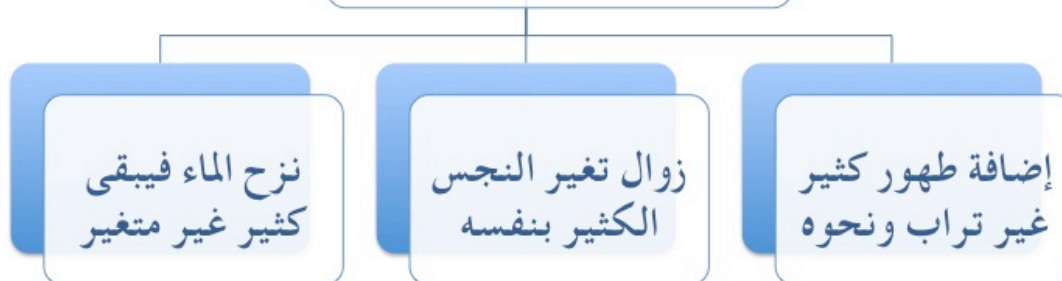 إضافة طهور كثير
غير تراب ونحوه
زوال تغير النجس
الكثير بنفسه
نزح الماء فيبقى
كثير غير متغير